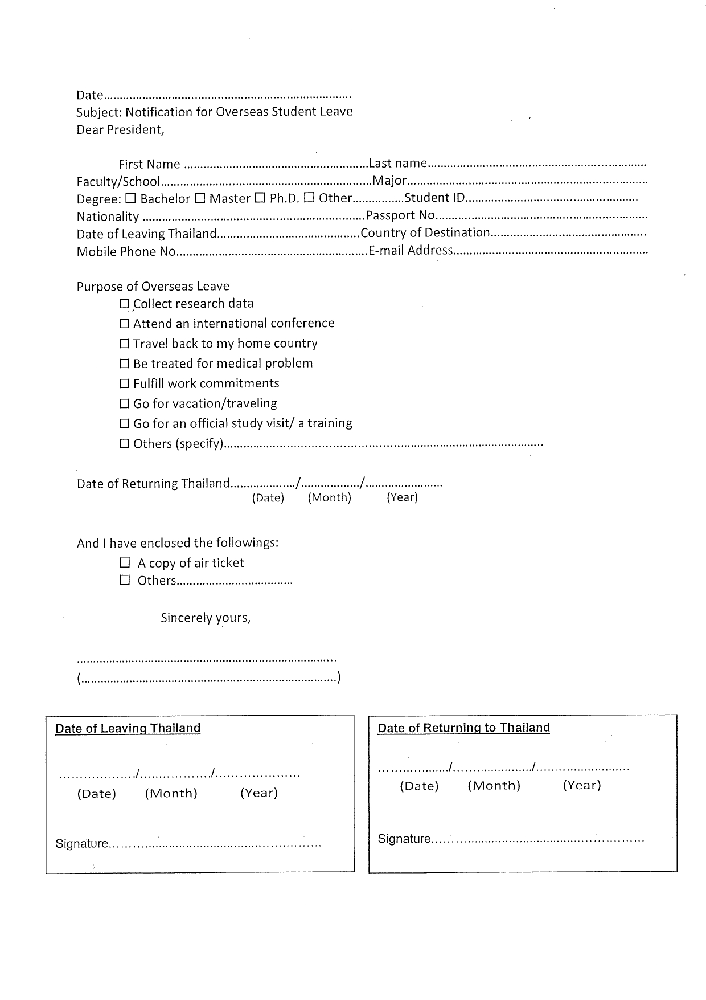 Date..............................................................................
Subject: Notification for Overseas Student Leave
Dear President,
First Name ..........................................................Last name.....................................................................
Faculty/School..................................................................Major...........................................................................
Degree: ☐ Bachelor ☐ Master ☐ Ph.D. ☐ Other................Student ID......................................................
Nationality .....................................................................Passport No..................................................................
Date of Leaving Thailand............................................Country of Destination.................................................
Mobile Phone No...........................................................E-mail Address.............................................................
Purpose of Overseas Leave
☐ Collect research data
☐ Attend an international conference
☐ Travel back to my home country
☐ Be treated for medical problem
☐ Fulfill work commitments
☐ Go for vacation/traveling
☐ Go for an official study visit/ a training
☐ Others (specify)....................................................................................................
Date of Returning Thailand..................../................../........................
(Date) (Month) (Year)
And I have enclosed the followings:
☐ A copy of air ticket
☐ Others....................................
Sincerely yours,
.................................................................................
(................................................................................)
Date of Leaving Thailand
.................../................../.....................
(Date) (Month) (Year)
Signature......................................................
Date of Returning to Thailand
.................../...................../........................
(Date) (Month) (Year)
Signature......................................................